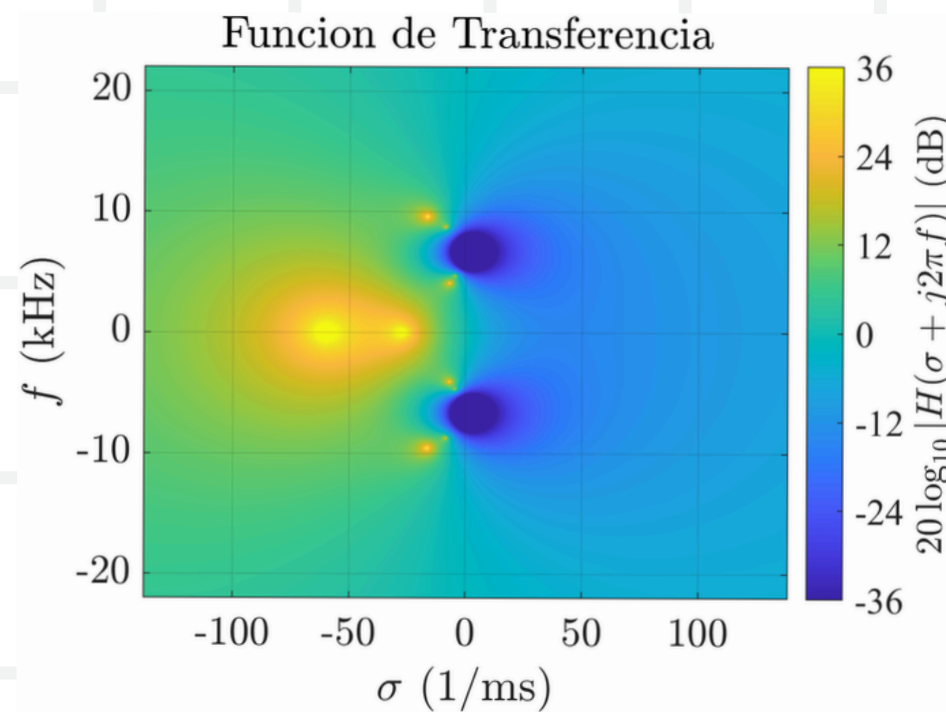 Funcion de Transferencia
20
10
0
-10
-20
f (kHz)
-100 -50 0 50 100
σ (1/ms)
36
24
12
0
-12
-24
-36
20 log₁₀ |H(σ + j2πf)| (dB)